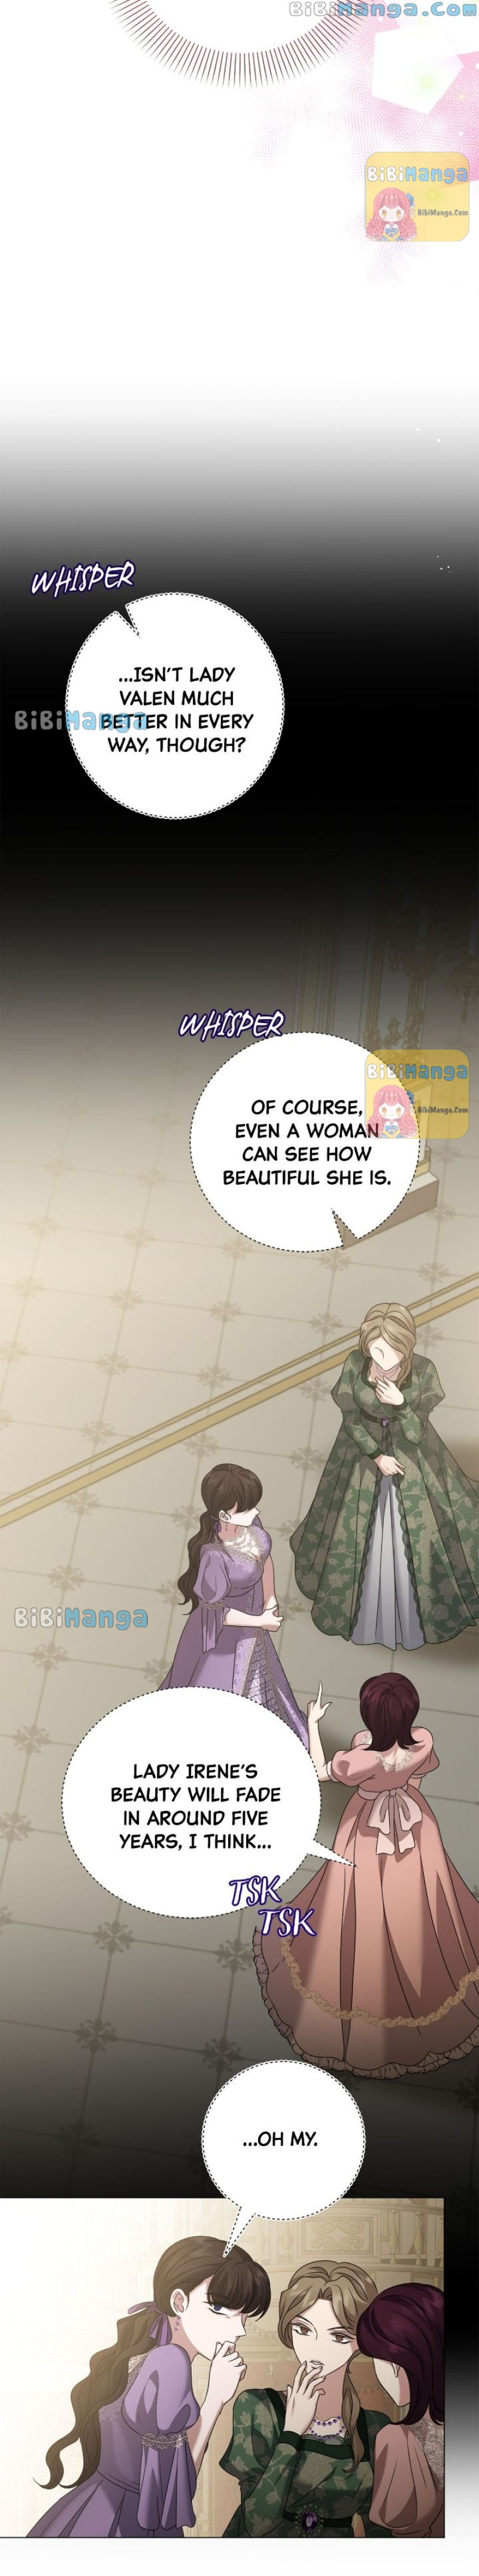 BiBiManga.Com
BiBiManga
BibiManga.Com
WHISPER
...ISN'T LADY
VALEN MUCH
BETTER IN EVERY
WAY, THOUGH?
BiBiManga
WHISPER
BiBiManga
BibiManga.Com
OF COURSE,
EVEN A WOMAN
CAN SEE HOW
BEAUTIFUL SHE IS.
BiBiManga
LADY IRENE'S
BEAUTY WILL FADE
IN AROUND FIVE
YEARS, I THINK...
TSK
TSK
...OH MY.